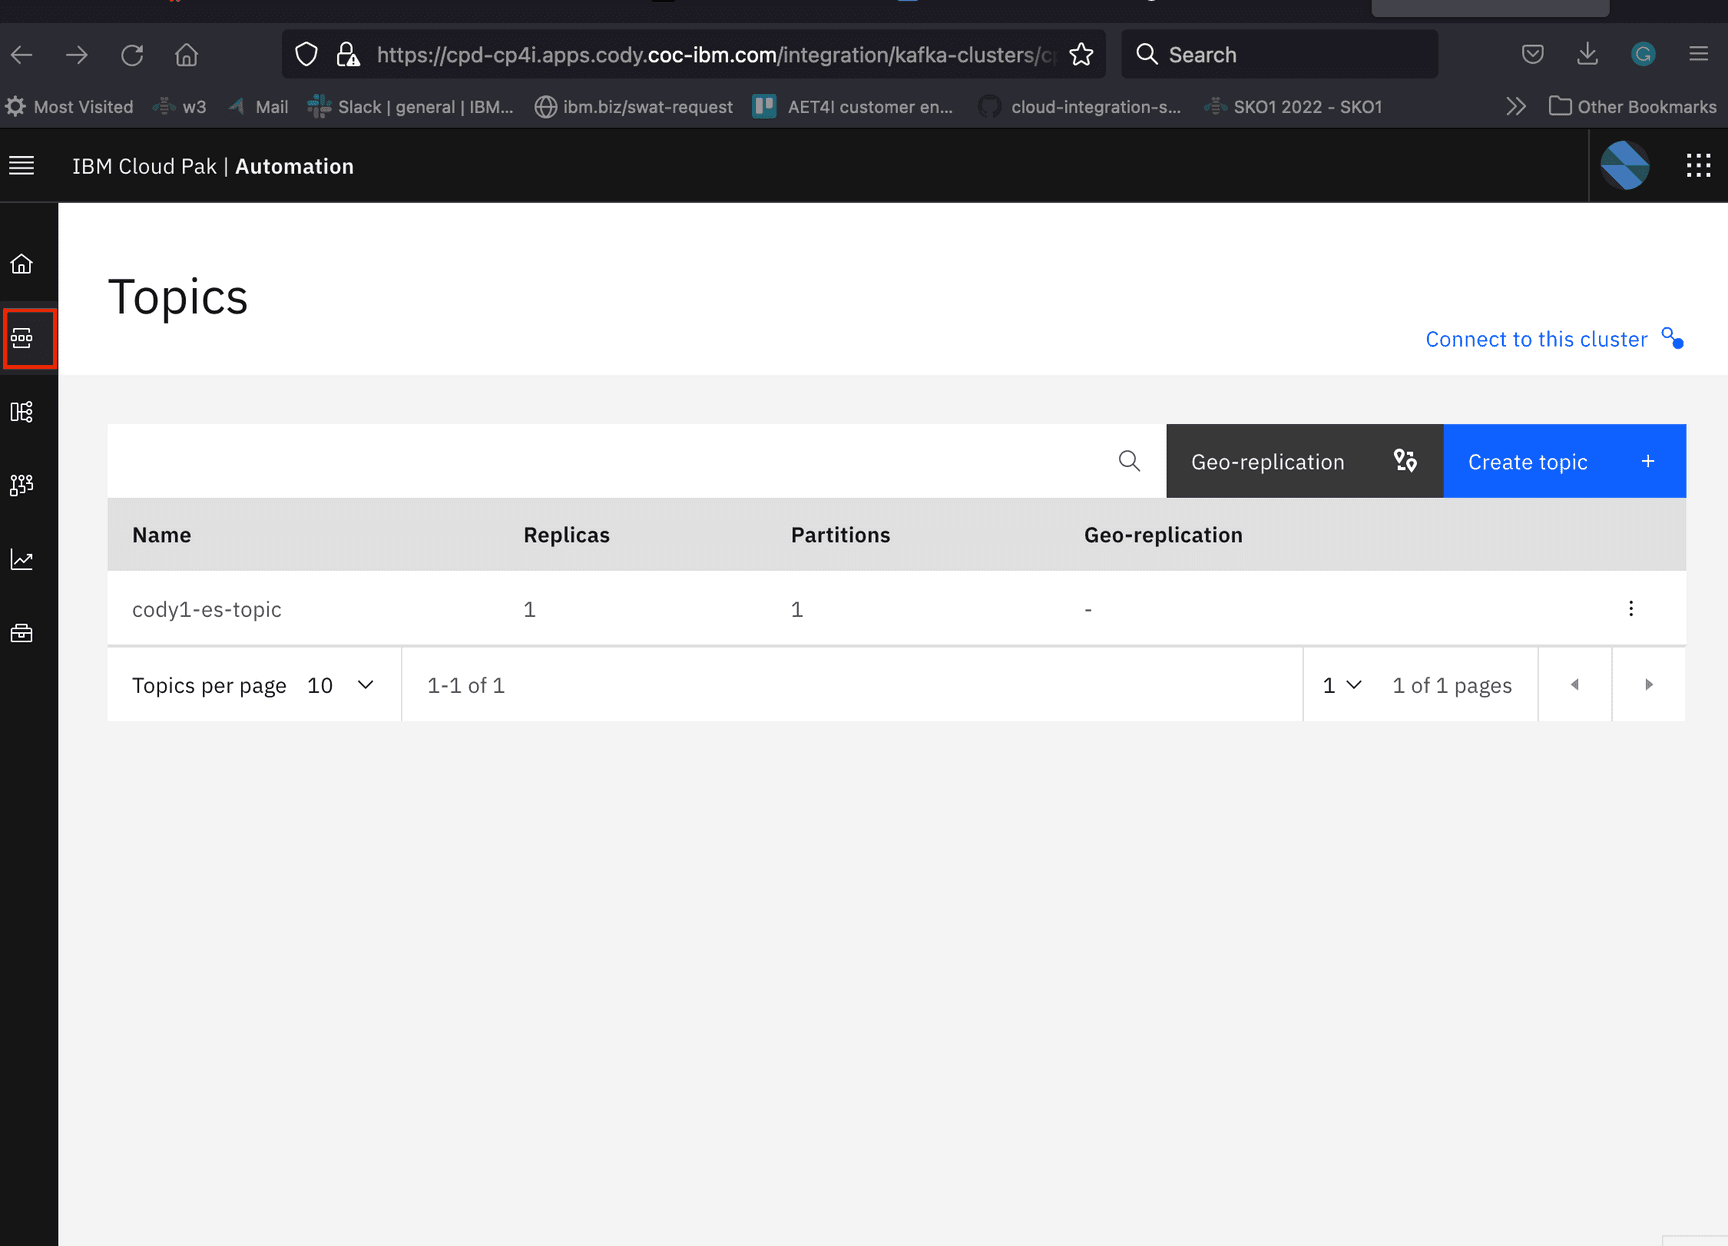 https://cpd-cp4i.apps.cody.coc-ibm.com/integration/kafka-clusters/
Search
G
Most Visited
w3
Mail
Slack | general | IBM...
ibm.biz/swat-request
AET4I customer en...
cloud-integration-s...
SKO1 2022 - SKO1
Other Bookmarks
IBM Cloud Pak | Automation
Topics
Connect to this cluster
Geo-replication
Create topic +
Name Replicas Partitions Geo-replication
cody1-es-topic 1 1 -
Topics per page 10 1-1 of 1 1 1 of 1 pages